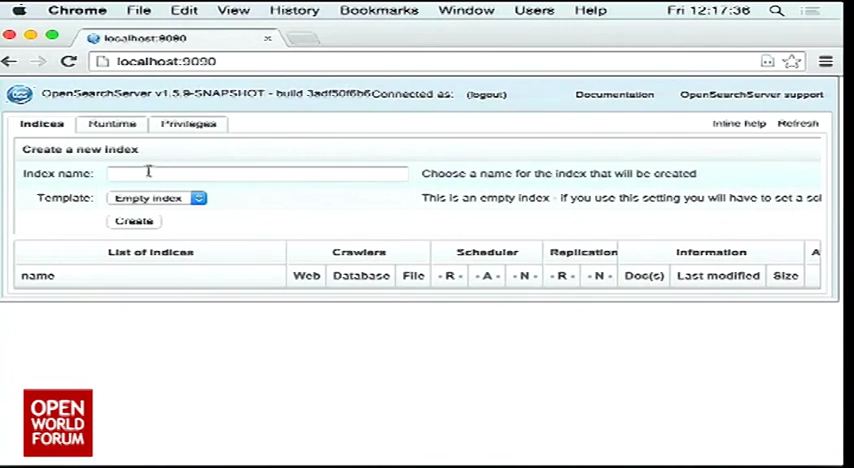 Chrome File Edit View History Bookmarks Window Users Help Fri 12:17:36
localhost:9090
localhost:9090
OpenSearchServer v1.5.9-SNAPSHOT - build 3adf50f6b6 Connected as: (logout) Documentation OpenSearchServer support
Indices Runtime Privileges Inline help Refresh
Create a new index
Index name: Choose a name for the index that will be created
Template: Empty index This is an empty index - if you use this setting you will have to set a scl
Create
List of indices Crawlers Scheduler Replication Information A
name Web Database File - R - - A - - N - - R - - N - Doc(s) Last modified Size
OPEN
WORLD
FORUM